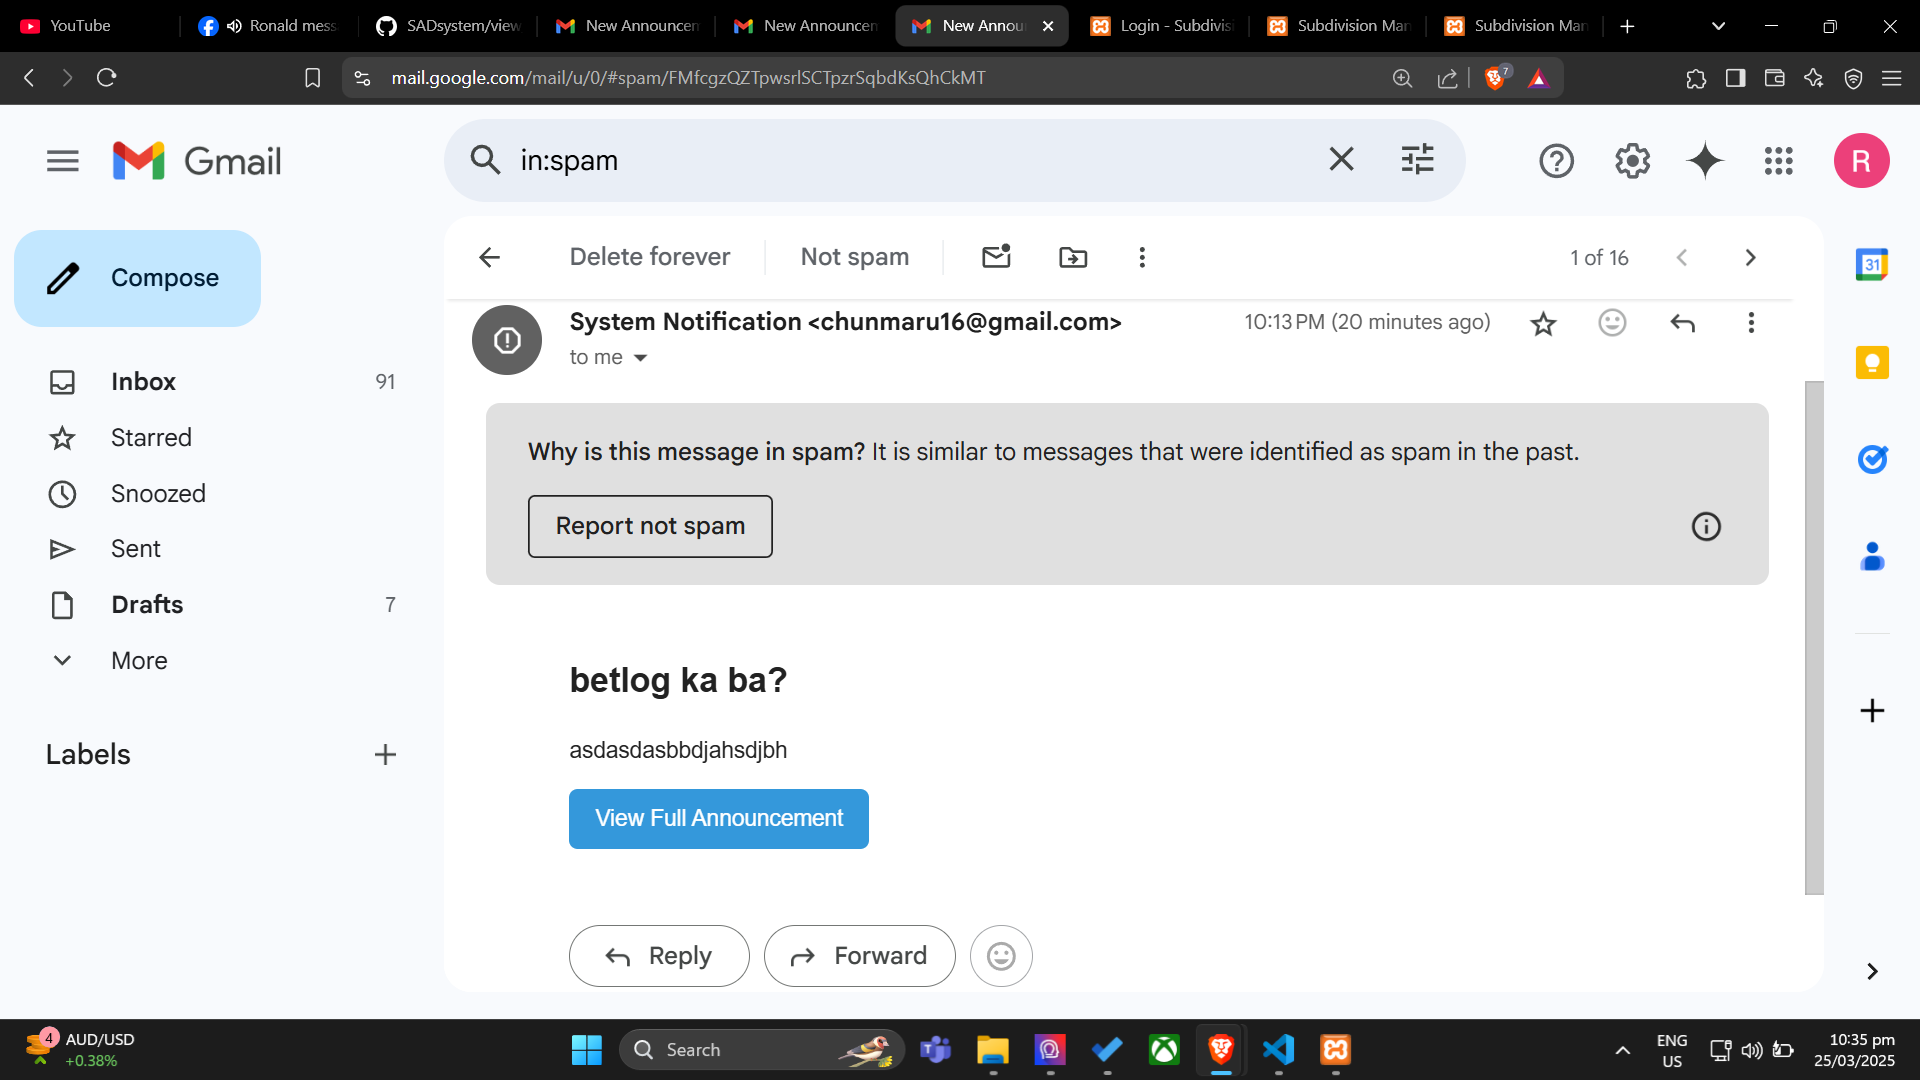 YouTube
Ronald mess
SADsystem/view
New Announcen
New Announcen
New Annou
Login - Subdivisi
Subdivision Man
Subdivision Man
mail.google.com/mail/u/0/#spam/FMfcgzQZTpwsrlSCTpzrSqbdKsQhCkMT
7
Gmail
in:spam
R
Compose
Delete forever
Not spam
1 of 16
31
System Notification <chunmaru16@gmail.com>
10:13 PM (20 minutes ago)
to me
Inbox
91
Starred
Snoozed
Sent
Drafts
7
More
Labels
Why is this message in spam? It is similar to messages that were identified as spam in the past.
Report not spam
betlog ka ba?
asdasdasbbdjahsdjbh
View Full Announcement
Reply
Forward
4
AUD/USD
+0.38%
Search
ENG
US
10:35 pm
25/03/2025